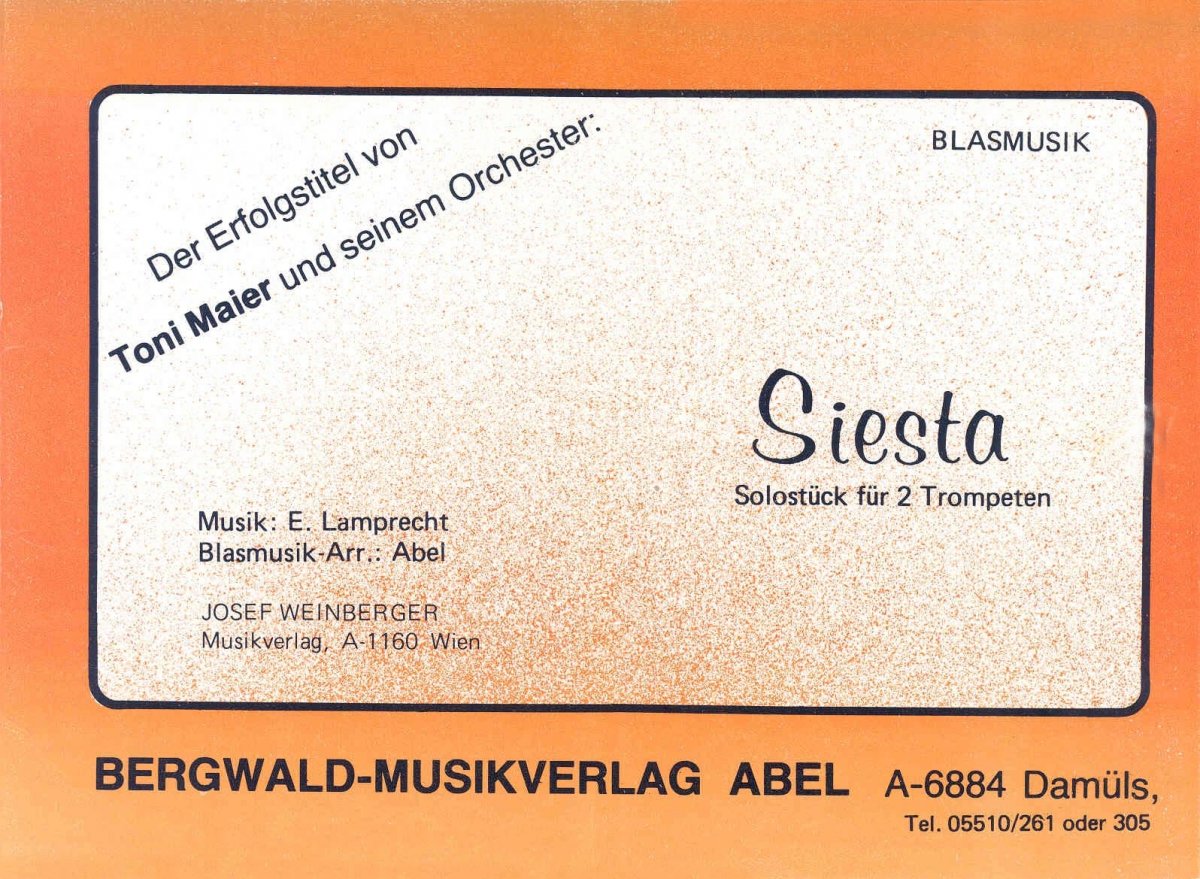 Der Erfolgstitel von
Toni Maier und seinem Orchester:
BLASMUSIK
Siesta
Solostück für 2 Trompeten
Musik: E. Lamprecht
Blasmusik-Arr.: Abel
JOSEF WEINBERGER
Musikverlag, A-1160 Wien
BERGWALD-MUSIKVERLAG ABEL A-6884 Damüls,
Tel. 05510/261 oder 305